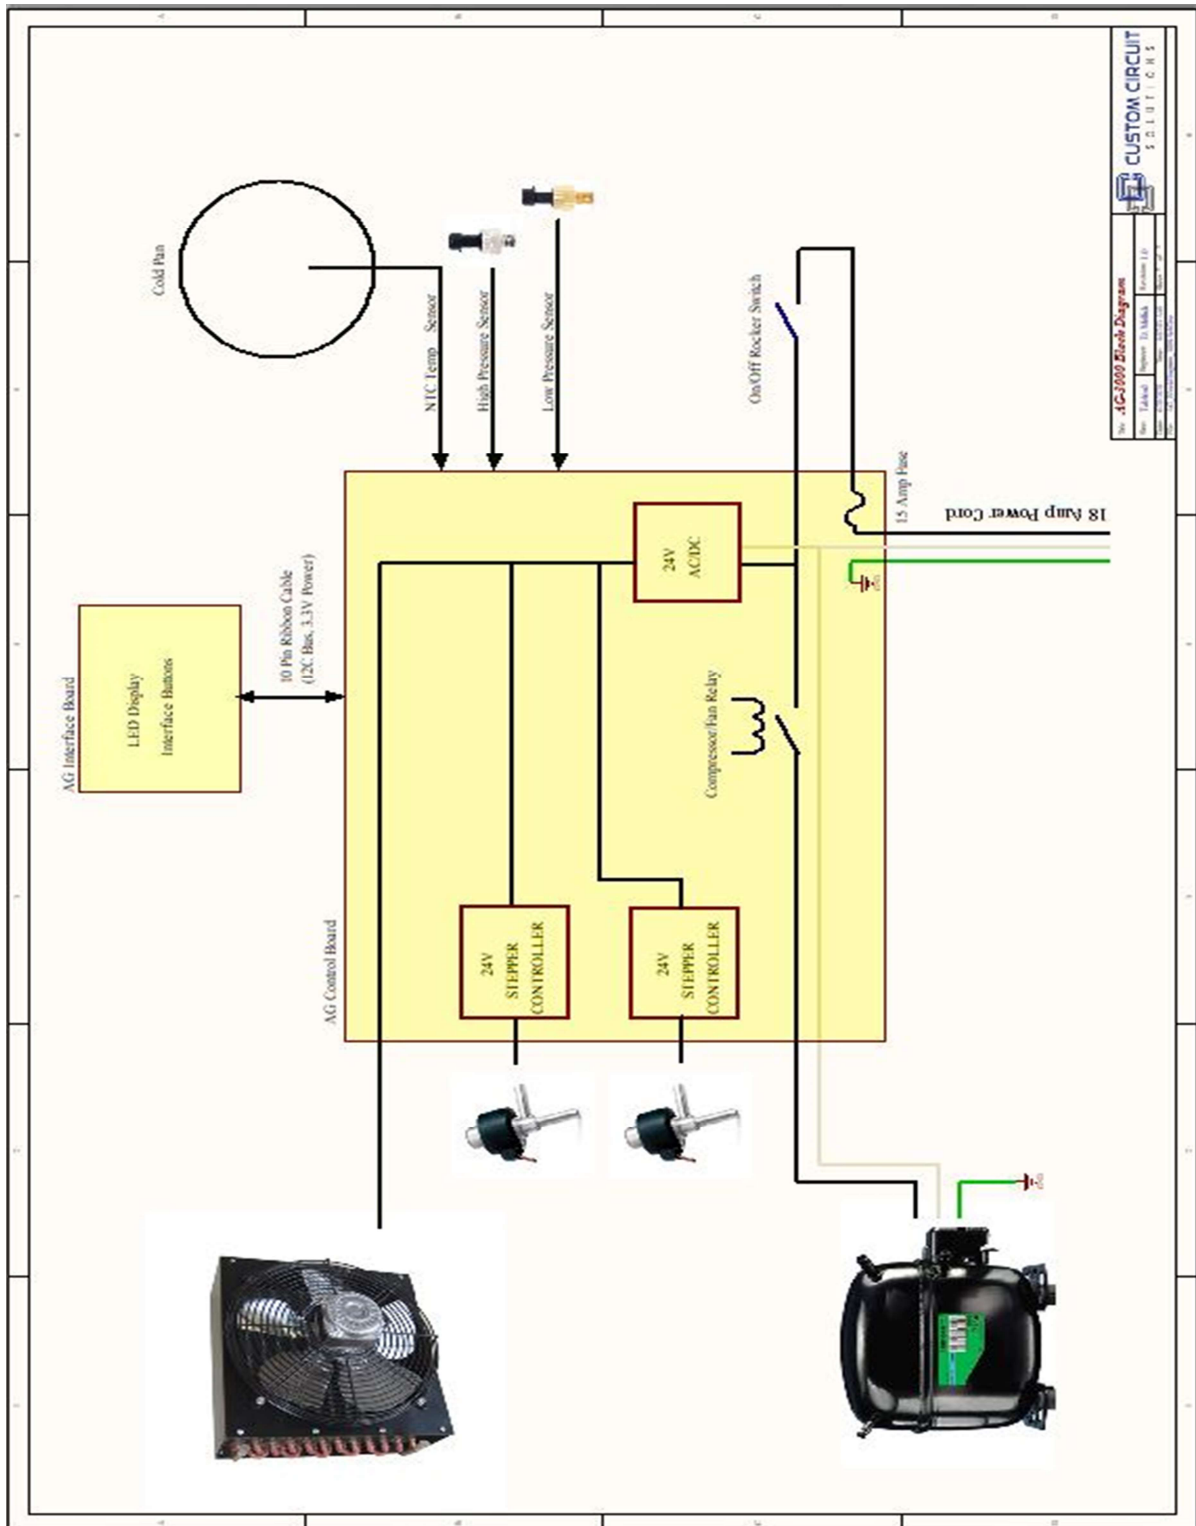 Cold Pan
NTC Temp Sensor
High Pressure Sensor
Low Pressure Sensor
On/Off Rocker Switch
AG Interface Board
LED Display
Interface Buttons
10 Pin Ribbon Cable
(I2C Bus, 3.3V Power)
AG Control Board
24V
AC/DC
Compressor/Fan Relay
24V
STEPPER
CONTROLLER
24V
STEPPER
CONTROLLER
15 Amp Fuse
18 Amp Power Cord
AG-3000 Block Diagram
CUSTOM CIRCUIT
SOLUTIONS